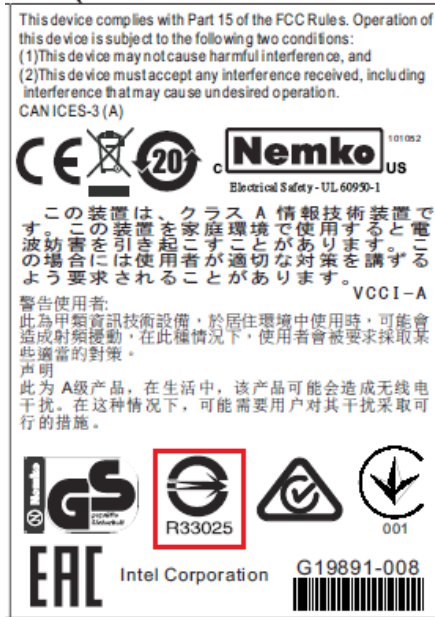 This device complies with Part 15 of the FCC Rules. Operation of
this device is subject to the following two conditions:
(1)This device may not cause harmful interference, and
(2)This device must accept any interference received, including
interference that may cause undesired operation.
CAN ICES-3 (A)
CE 20 c Nemko US 101052
Electrical Safety - UL 60950-1
この装置は、クラス A 情報技術装置で
す。この装置を家庭環境で使用すると電
波妨害を引き起こすことがあります。こ
の場合には使用者が適切な対策を講ずる
よう要求されることがあります。
VCCI-A
警告使用者:
此為甲類資訊技術設備，於居住環境中使用時，可能會
造成射頻擾動，在此種情況下，使用者會被要求採取某
些適當的對策。
声明
此为 A级产品，在生活中，该产品可能会造成无线电
干扰。在这种情况下，可能需要用户对其干扰采取可
行的措施。
Nemko GS geprüfte Sicherheit
R33025
001
EAC Intel Corporation G19891-008